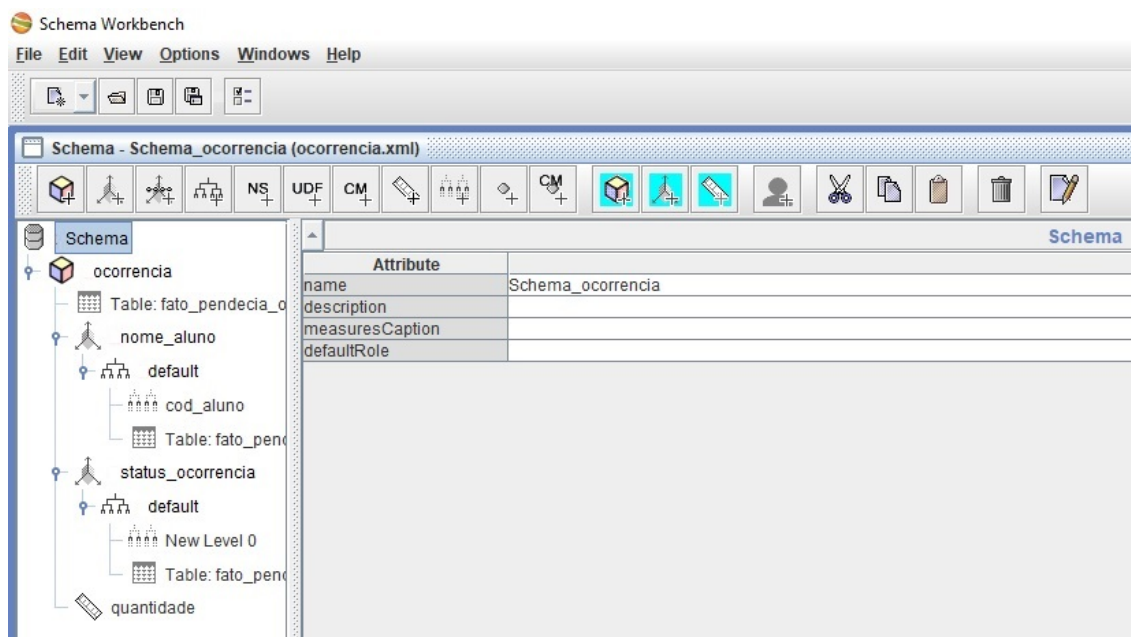 Schema Workbench
File Edit View Options Windows Help
Schema - Schema_ocorrencia (ocorrencia.xml)
NS UDF CM CM
Schema
Schema
ocorrencia
Attribute
Table: fato_pendecia_o
name Schema_ocorrencia
description
nome_aluno
measuresCaption
defaultRole
default
cod_aluno
Table: fato_pend
status_ocorrencia
default
New Level 0
Table: fato_pend
quantidade